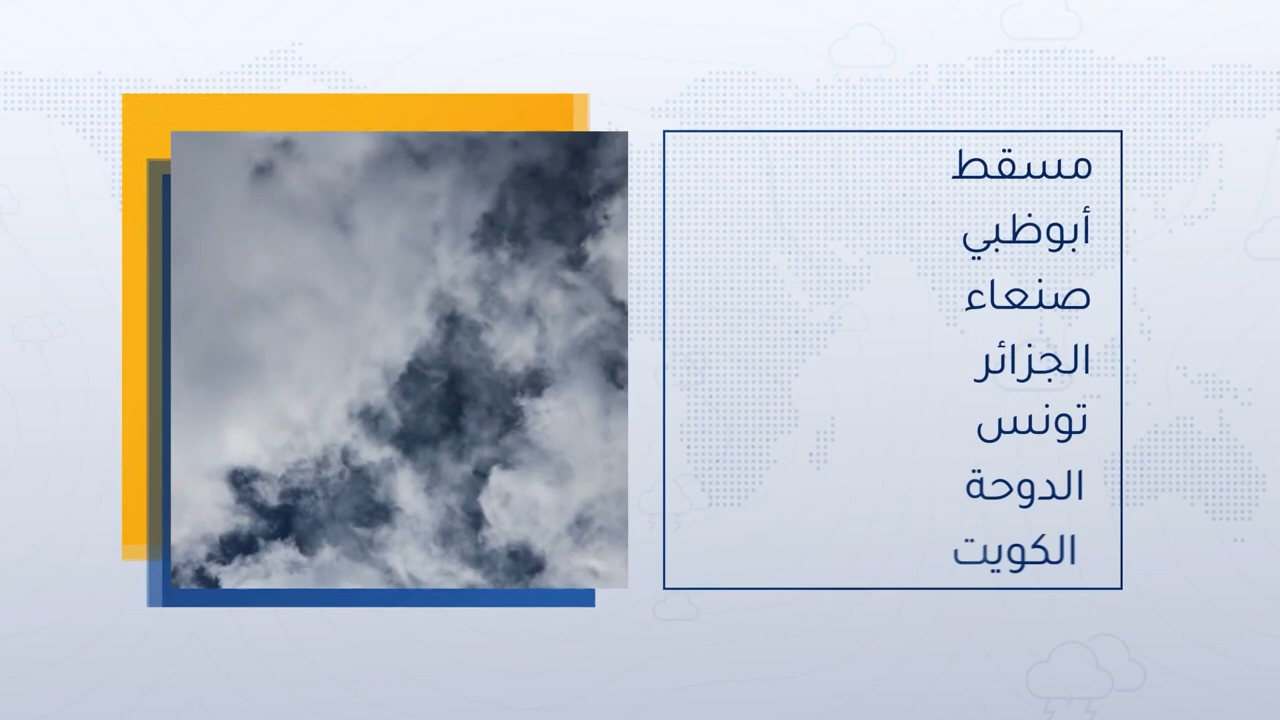 مسقط
أبوظبي
صنعاء
الجزائر
تونس
الدوحة
الكويت